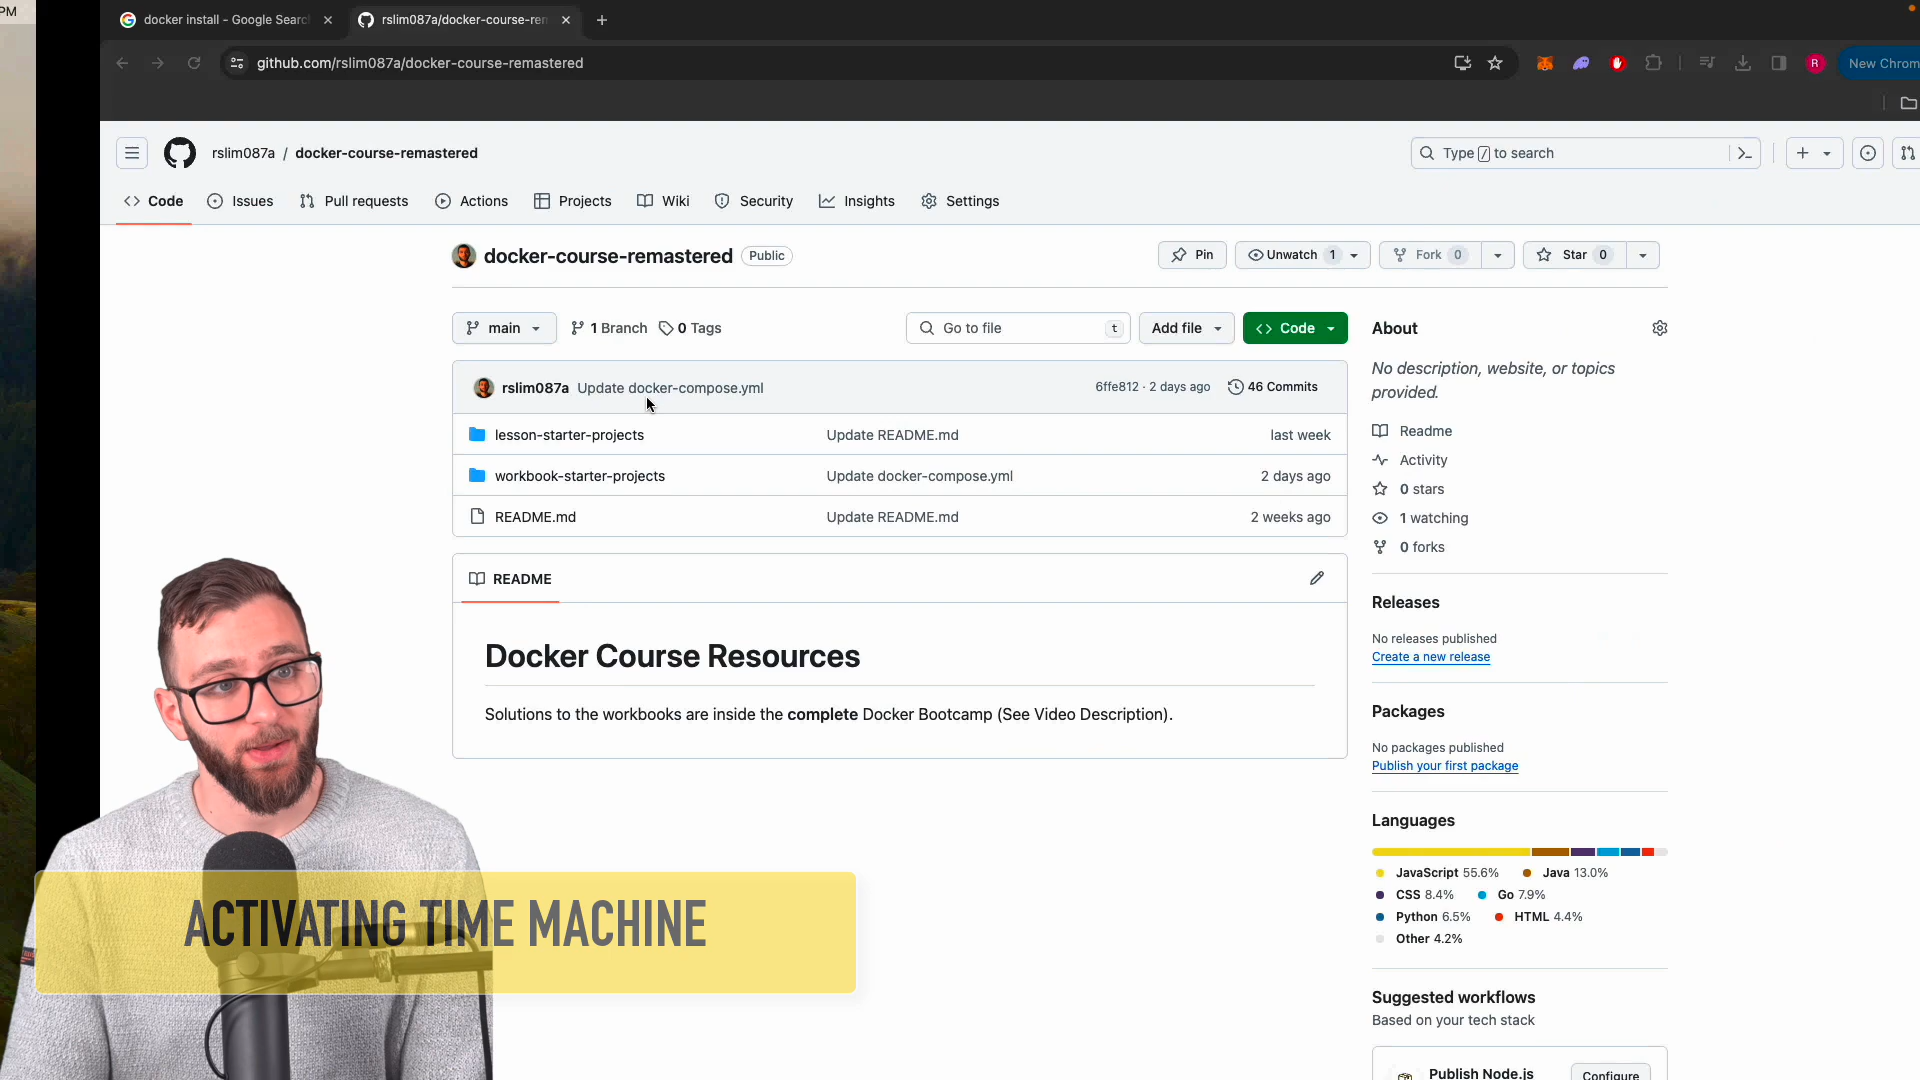 PM
docker install - Google Searc
rslim087a/docker-course-rem
github.com/rslim087a/docker-course-remastered
R
New Chrom
rslim087a / docker-course-remastered
Type / to search
Code
Issues
Pull requests
Actions
Projects
Wiki
Security
Insights
Settings
docker-course-remastered
Public
Pin
Unwatch 1
Fork 0
Star 0
main
1 Branch
0 Tags
Go to file
t
Add file
Code
rslim087a Update docker-compose.yml
6ffe812 · 2 days ago
46 Commits
lesson-starter-projects
Update README.md
last week
workbook-starter-projects
Update docker-compose.yml
2 days ago
README.md
Update README.md
2 weeks ago
README
Docker Course Resources
Solutions to the workbooks are inside the complete Docker Bootcamp (See Video Description).
About
No description, website, or topics
provided.
Readme
Activity
0 stars
1 watching
0 forks
Releases
No releases published
Create a new release
Packages
No packages published
Publish your first package
Languages
JavaScript 55.6%
Java 13.0%
CSS 8.4%
Go 7.9%
Python 6.5%
HTML 4.4%
Other 4.2%
Suggested workflows
Based on your tech stack
Publish Node.js
Configure
ACTIVATING TIME MACHINE